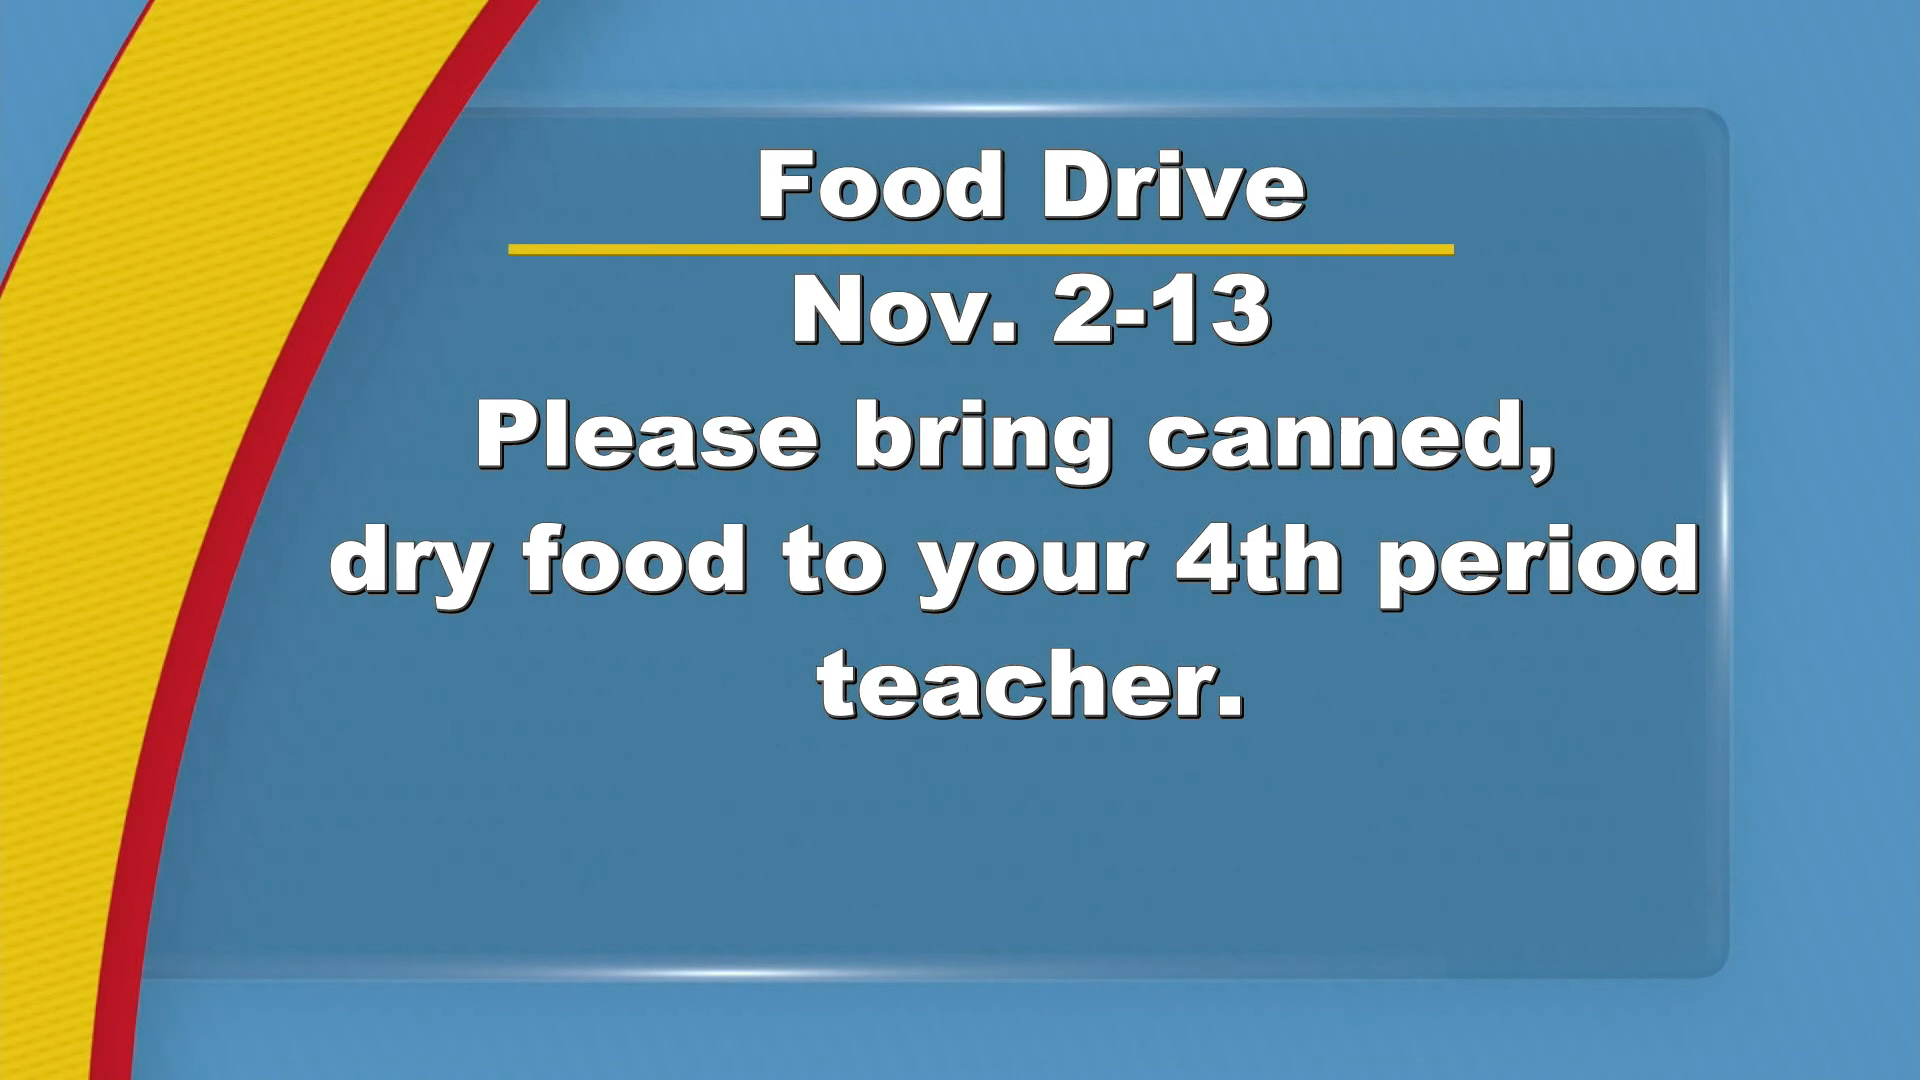 Food Drive
Nov. 2-13
Please bring canned,
dry food to your 4th period
teacher.